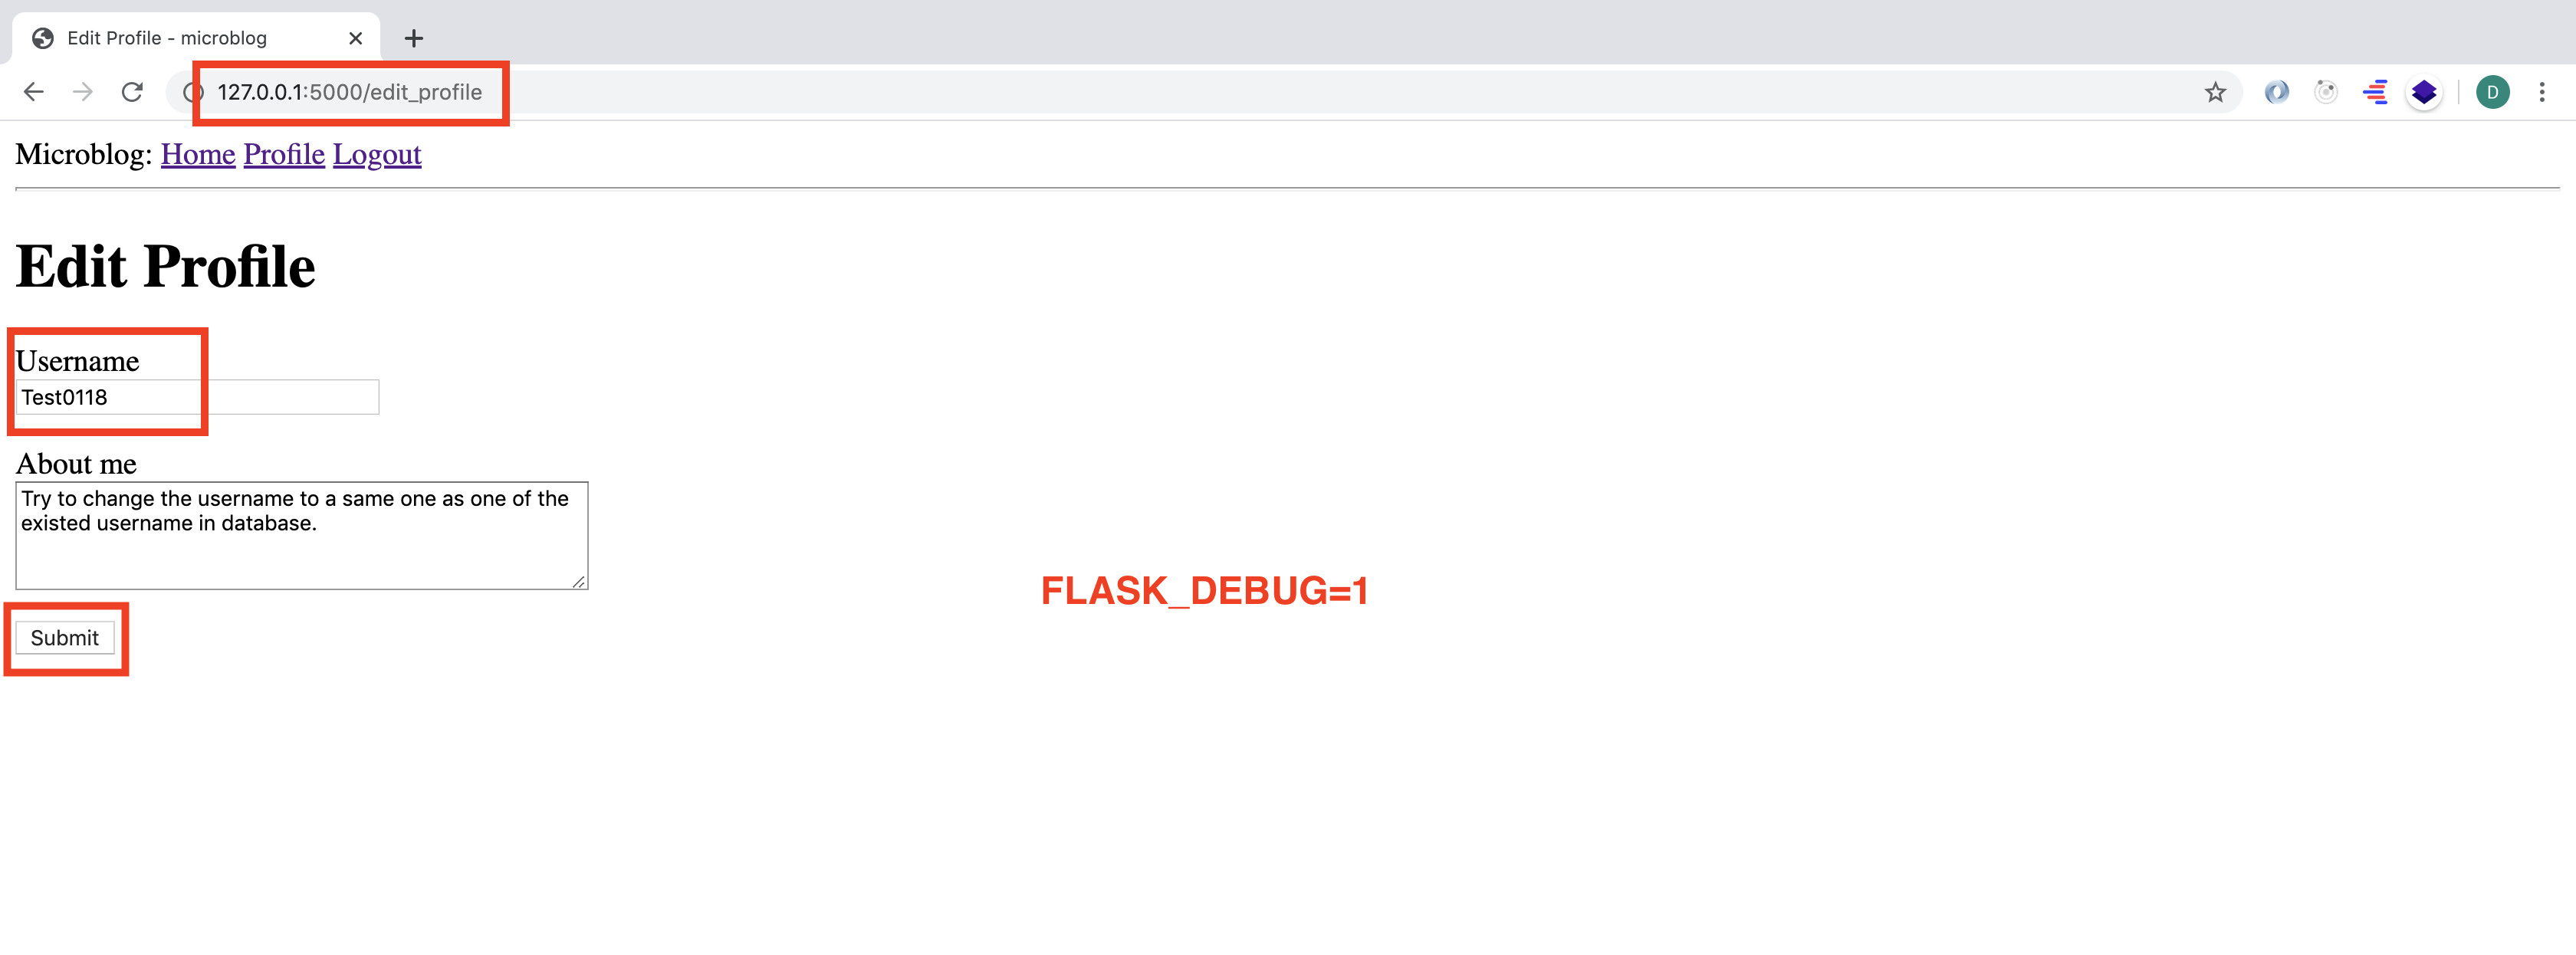 Edit Profile - microblog
127.0.0.1:5000/edit_profile
D
Microblog: Home Profile Logout
Edit Profile
Username
Test0118
About me
Try to change the username to a same one as one of the
existed username in database.
FLASK_DEBUG=1
Submit